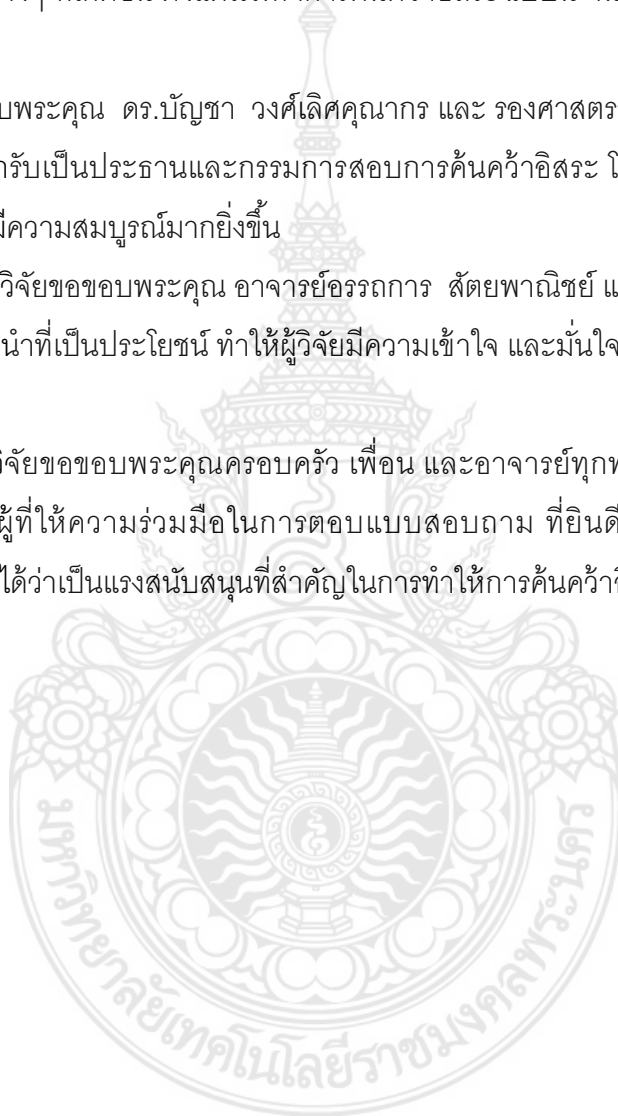 บพระคุณ ดร.บัญชา วงศ์เลิศคุณากร และ รองศาสตร
ารับเป็นประธานและกรรมการสอบการค้นคว้าอิสระ โ
มีความสมบูรณ์มากยิ่งขึ้น
วิจัยขอขอบพระคุณ อาจารย์อรรถการ สัตยพาณิชย์ แ
นำที่เป็นประโยชน์ ทำให้ผู้วิจัยมีความเข้าใจ และมั่นใจ
วิจัยขอขอบพระคุณครอบครัว เพื่อน และอาจารย์ทุกท
ผู้ที่ให้ความร่วมมือในการตอบแบบสอบถาม ที่ยินดี
ได้ว่าเป็นแรงสนับสนุนที่สำคัญในการทำให้การค้นคว้า
มหาวิทยาลัยเทคโนโลยีราชมงคลพระนคร